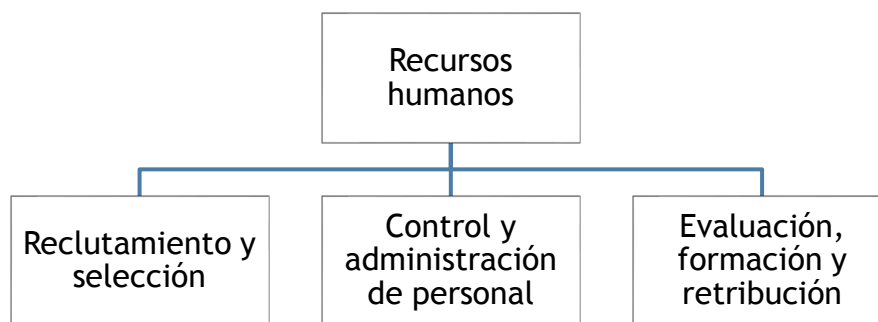 Recursos
humanos
Reclutamiento y
selección
Control y
administración
de personal
Evaluación,
formación y
retribución